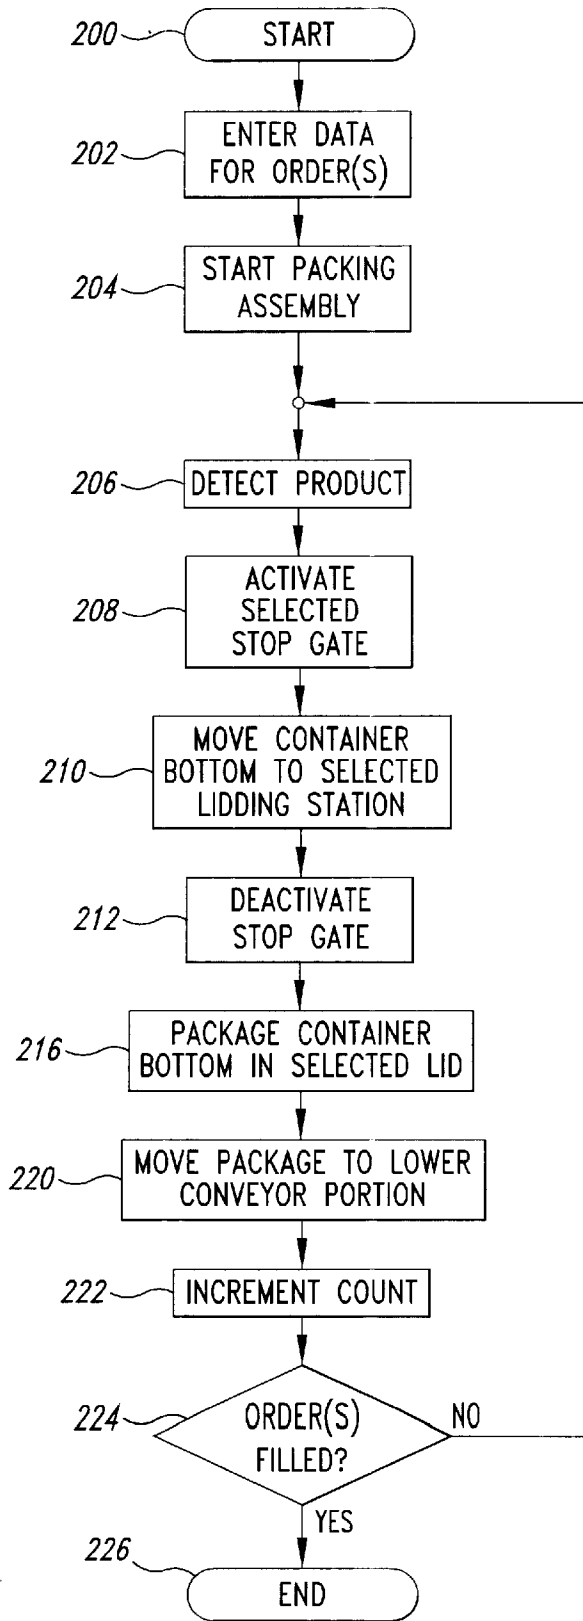 200
START
202
ENTER DATA
FOR ORDER(S)
204
START PACKING
ASSEMBLY
206
DETECT PRODUCT
208
ACTIVATE
SELECTED
STOP GATE
210
MOVE CONTAINER
BOTTOM TO SELECTED
LIDDING STATION
212
DEACTIVATE
STOP GATE
216
PACKAGE CONTAINER
BOTTOM IN SELECTED LID
220
MOVE PACKAGE TO LOWER
CONVEYOR PORTION
222
INCREMENT COUNT
224
ORDER(S)
FILLED?
NO
YES
226
END